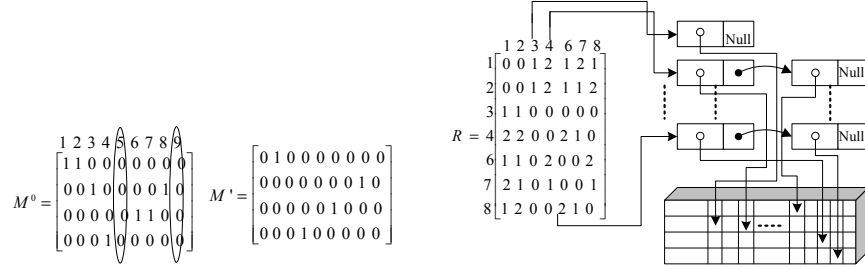 1 2 3 4 5 6 7 8 9
M⁰ =
1 1 0 0 0 0 0 0 0
0 0 1 0 0 0 0 1 0
0 0 0 0 0 1 1 0 0
0 0 0 1 0 0 0 0 0
M' =
0 1 0 0 0 0 0 0 0
0 0 0 0 0 0 0 1 0
0 0 0 0 0 1 0 0 0
0 0 0 1 0 0 0 0 0
R =
1 2 3 4 6 7 8
1 0 0 1 2 1 2 1
2 0 0 1 2 1 1 2
3 1 1 0 0 0 0 0
4 2 2 0 0 2 1 0
6 1 1 0 2 0 0 2
7 2 1 0 1 0 0 1
8 1 2 0 0 2 1 0
Null
Null
Null